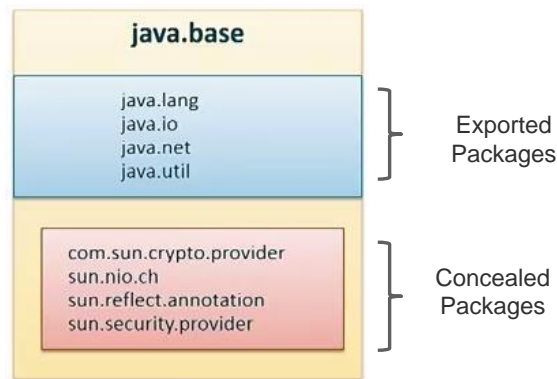 java.base
java.lang
java.io
java.net
java.util
Exported
Packages
com.sun.crypto.provider
sun.nio.ch
sun.reflect.annotation
sun.security.provider
Concealed
Packages